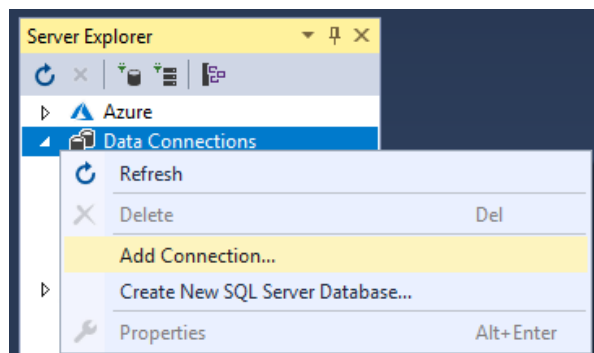 Server Explorer
Azure
Data Connections
Refresh
Delete Del
Add Connection...
Create New SQL Server Database...
Properties Alt+Enter